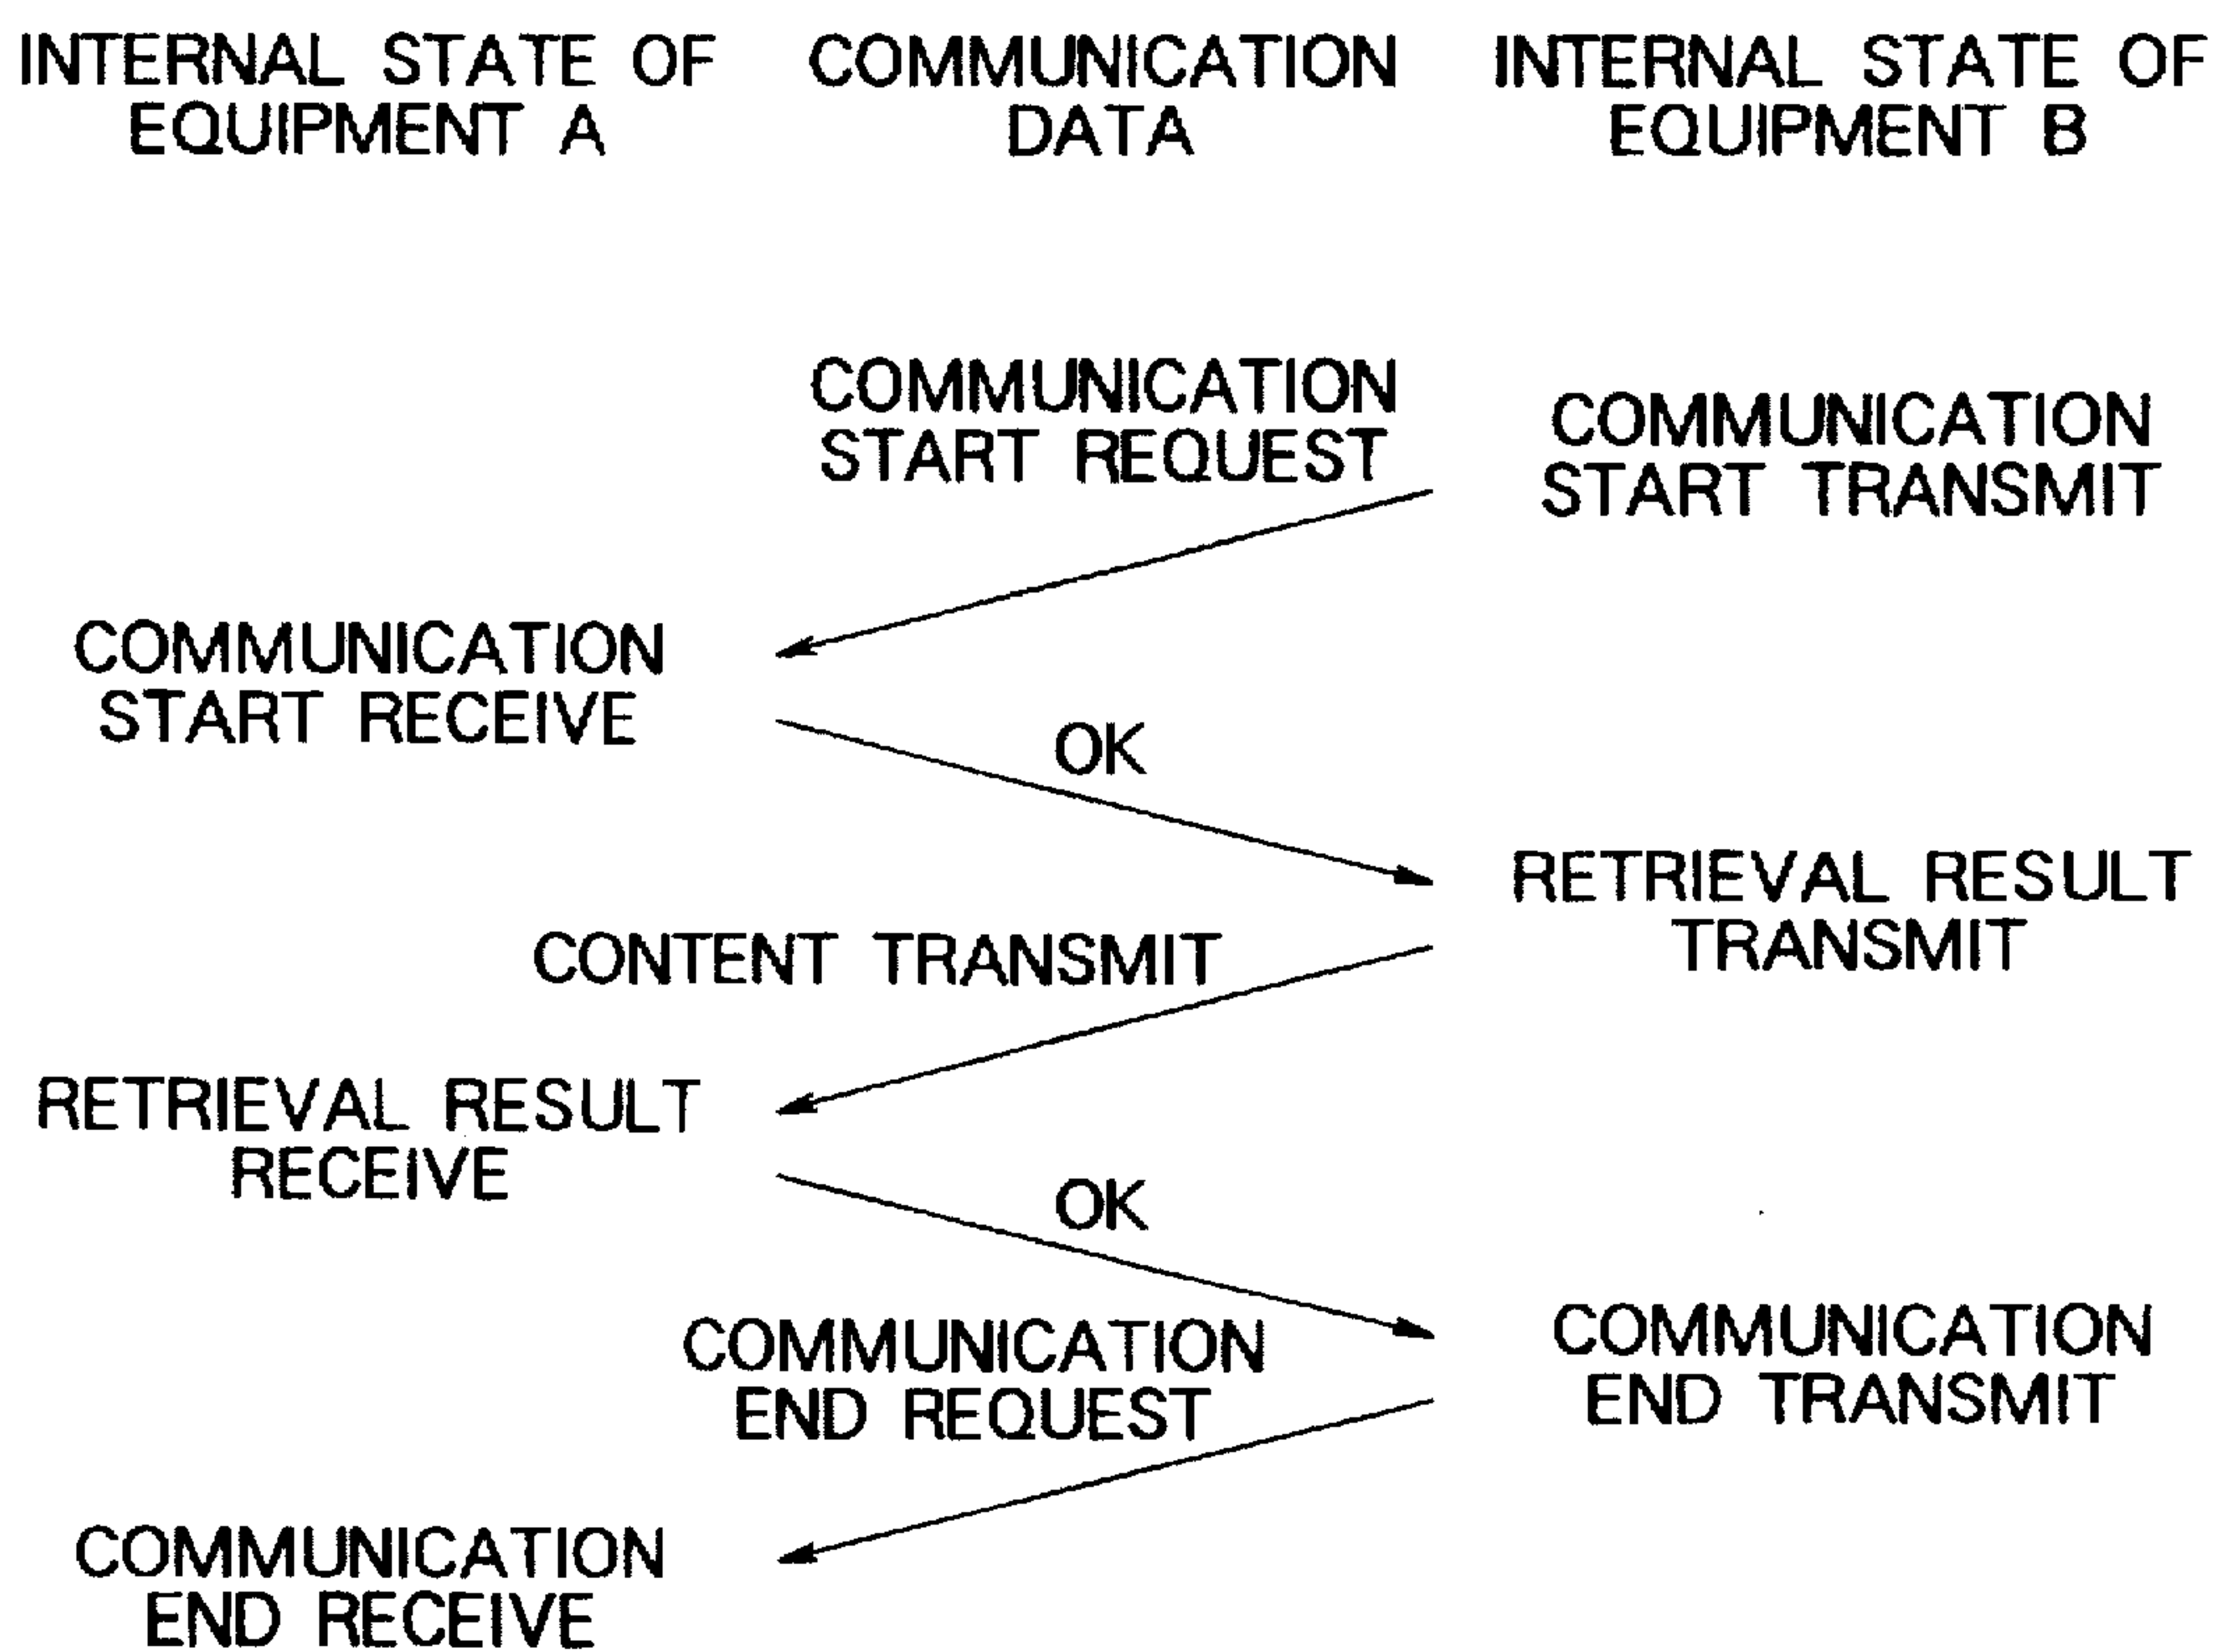 INTERNAL STATE OF
EQUIPMENT A
COMMUNICATION
DATA
INTERNAL STATE OF
EQUIPMENT B
COMMUNICATION
START REQUEST
COMMUNICATION
START TRANSMIT
COMMUNICATION
START RECEIVE
OK
RETRIEVAL RESULT
TRANSMIT
CONTENT TRANSMIT
RETRIEVAL RESULT
RECEIVE
OK
COMMUNICATION
END REQUEST
COMMUNICATION
END TRANSMIT
COMMUNICATION
END RECEIVE